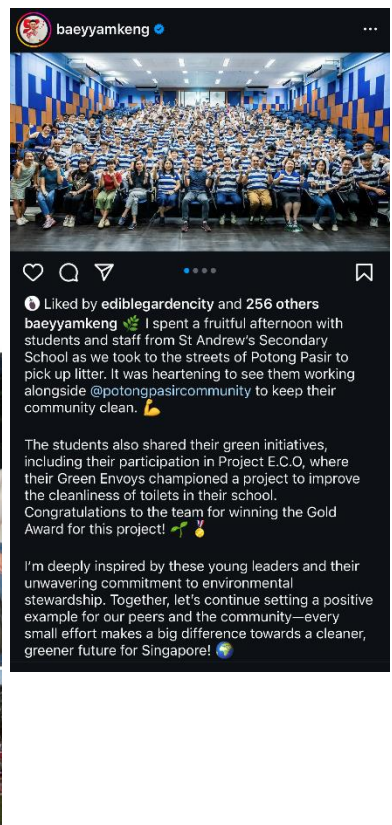 baeyyamkeng
Liked by ediblegardencity and 256 others
baeyyamkeng 🌿 I spent a fruitful afternoon with
students and staff from St Andrew's Secondary
School as we took to the streets of Potong Pasir to
pick up litter. It was heartening to see them working
alongside @potongpasircommunity to keep their
community clean. 💪
The students also shared their green initiatives,
including their participation in Project E.C.O, where
their Green Envoys championed a project to improve
the cleanliness of toilets in their school.
Congratulations to the team for winning the Gold
Award for this project! 🌱 🏅
I'm deeply inspired by these young leaders and their
unwavering commitment to environmental
stewardship. Together, let's continue setting a positive
example for our peers and the community—every
small effort makes a big difference towards a cleaner,
greener future for Singapore! 🌍